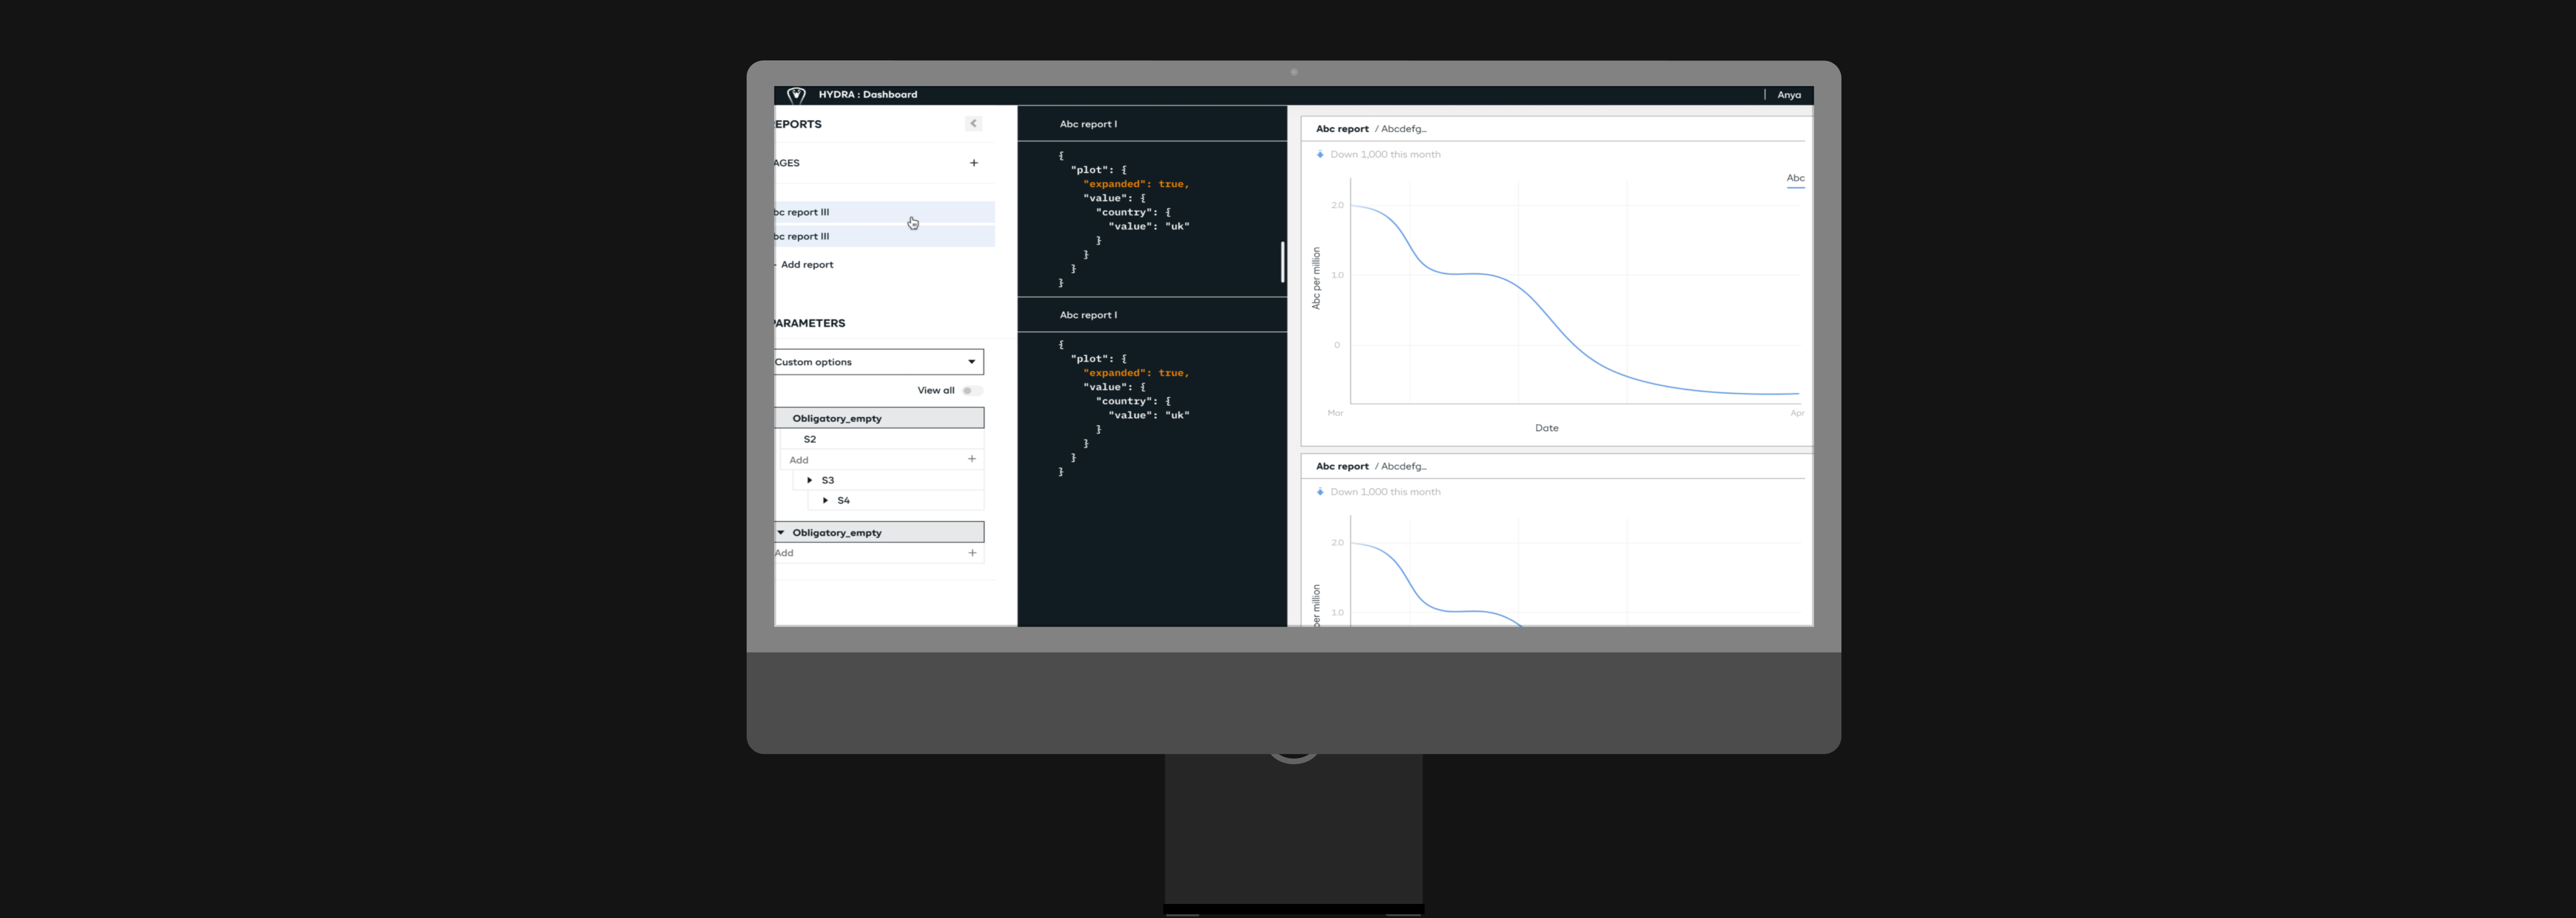 HYDRA : Dashboard
Anya
EPORTS
AGES
bc report III
bc report III
Add report
PARAMETERS
Custom options
View all
Obligatory_empty
S2
Add
S3
S4
Obligatory_empty
Add
Abc report I
{
"plot": {
"expanded": true,
"value": {
"country": {
"value": "uk"
}
}
}
}
Abc report I
{
"plot": {
"expanded": true,
"value": {
"country": {
"value": "uk"
}
}
}
}
Abc report / Abcdefg...
Down 1,000 this month
Abc
2.0
1.0
0
Abc per million
Mar
Apr
Date
Abc report / Abcdefg...
Down 1,000 this month
2.0
1.0
per million